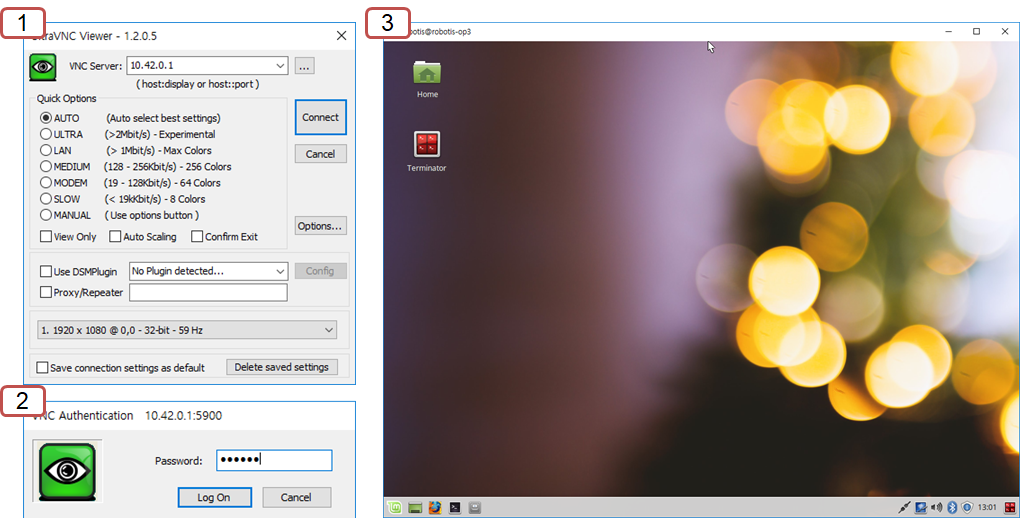 1
UltraVNC Viewer - 1.2.0.5
VNC Server: 10.42.0.1 ...
( host:display or host::port )
Quick Options
AUTO (Auto select best settings)
ULTRA (>2Mbit/s) - Experimental
LAN (> 1Mbit/s) - Max Colors
MEDIUM (128 - 256Kbit/s) - 256 Colors
MODEM (19 - 128Kbit/s) - 64 Colors
SLOW (< 19kKbit/s) - 8 Colors
MANUAL ( Use options button )
View Only Auto Scaling Confirm Exit
Connect
Cancel
Options...
Use DSMPlugin No Plugin detected... Config
Proxy/Repeater
1. 1920 x 1080 @ 0,0 - 32-bit - 59 Hz
Save connection settings as default Delete saved settings
2
VNC Authentication 10.42.0.1:5900
Password: ••••••
Log On Cancel
3
robotis@robotis-op3
Home
Terminator
13:01